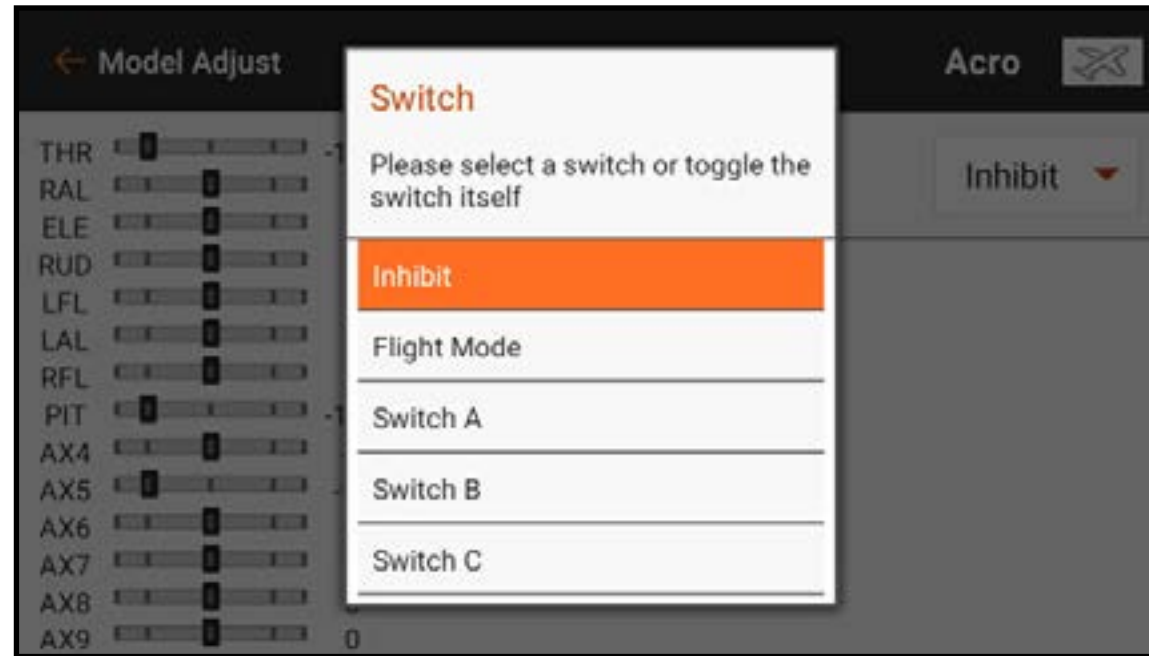 ← Model Adjust
Acro
Switch
Please select a switch or toggle the
switch itself
Inhibit
Inhibit
Flight Mode
Switch A
Switch B
Switch C
THR
RAL
ELE
RUD
LFL
LAL
RFL
PIT
AX4
AX5
AX6
AX7
AX8
AX9 0